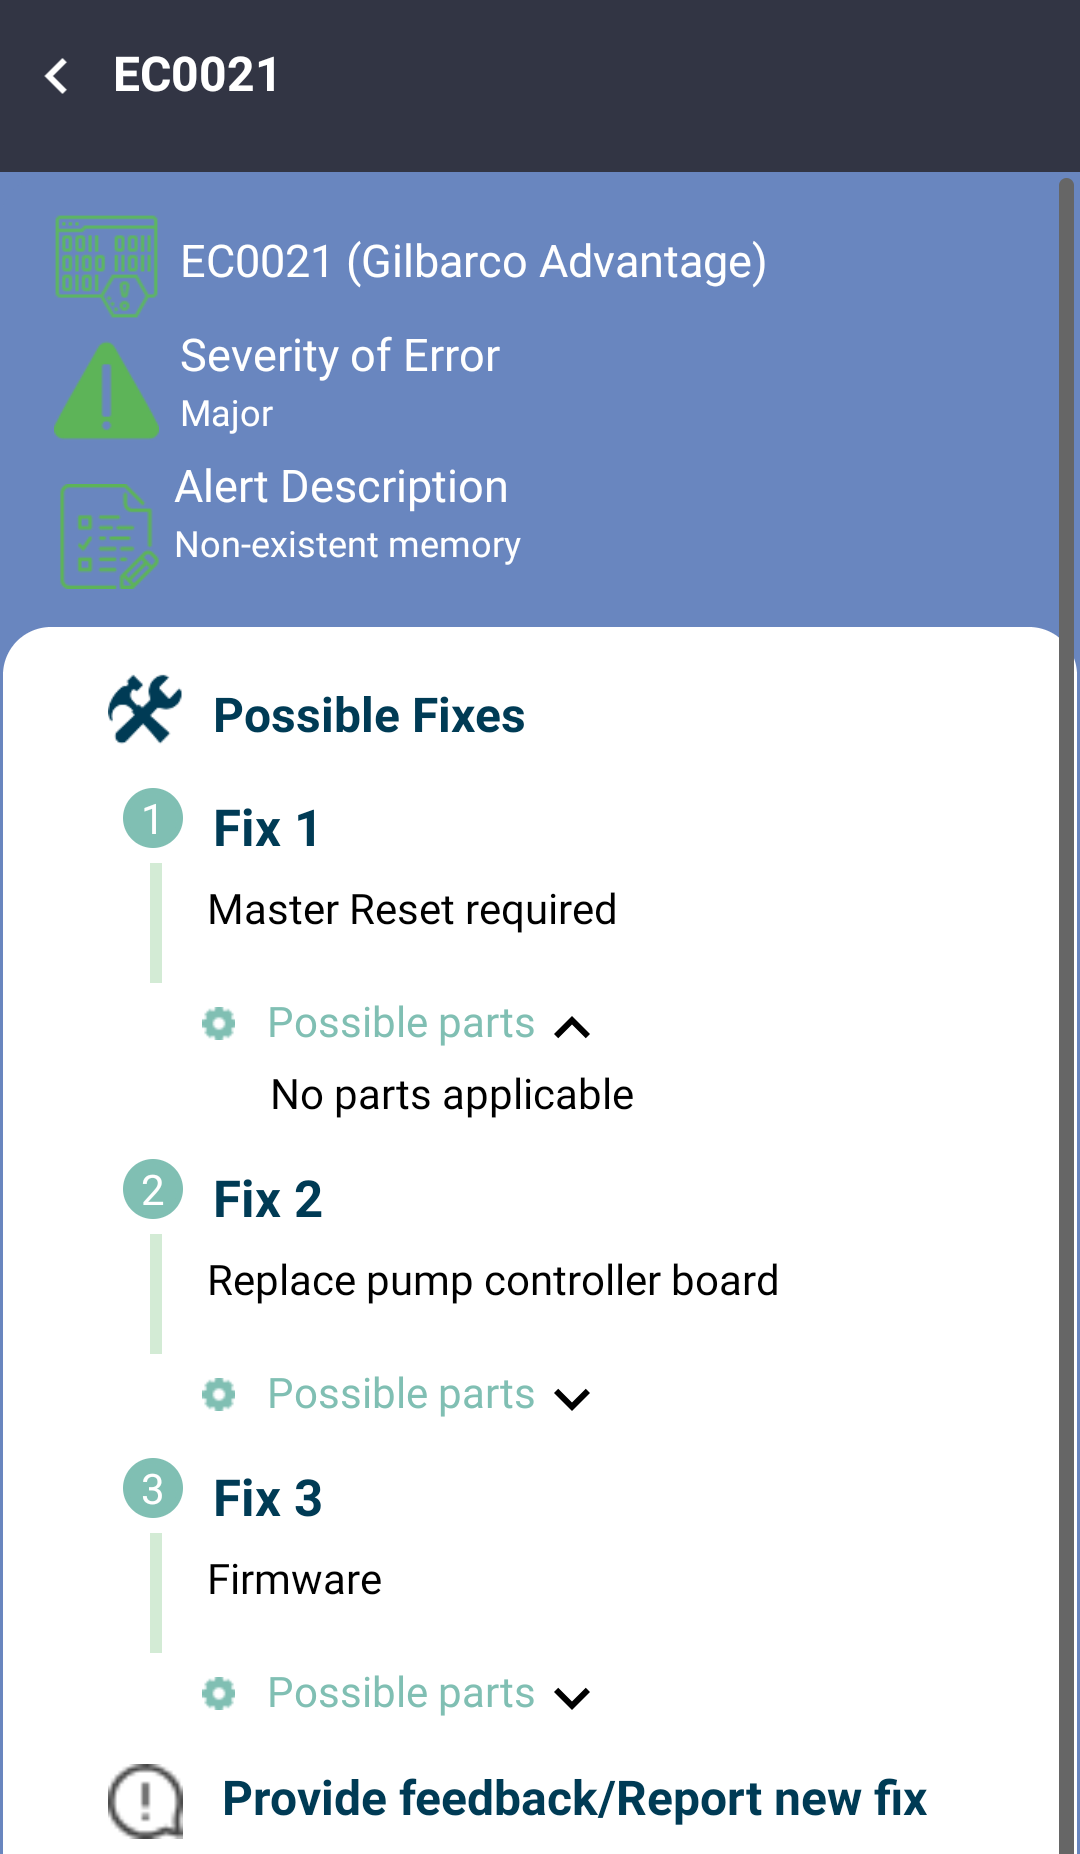 EC0021
EC0021 (Gilbarco Advantage)
Severity of Error
Major
Alert Description
Non-existent memory
Possible Fixes
1 Fix 1
Master Reset required
Possible parts
No parts applicable
2 Fix 2
Replace pump controller board
Possible parts
3 Fix 3
Firmware
Possible parts
Provide feedback/Report new fix